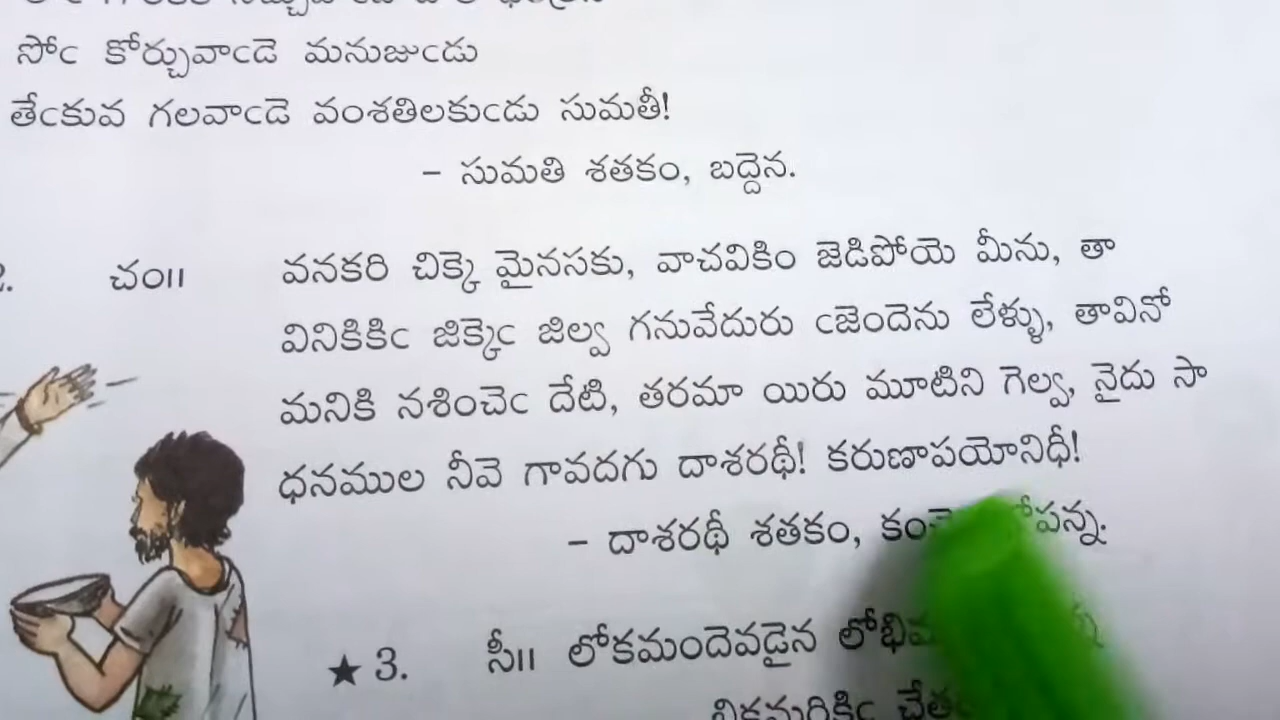 సోఁ కోర్చువాఁడె మనుజుఁడు
తేఁకువ గలవాఁడె వంశతిలకుఁడు సుమతీ!
– సుమతి శతకం, బద్దెన.
చం॥ వనకరి చిక్కె మైనసకు, వాచవికిం జెడిపోయె మీను, తా
వినికికిఁ జిక్కెఁ జిల్వ గనువేదురు ఁజెందెను లేళ్ళు, తావినో
మనికి నశించెఁ దేటి, తరమా యిరు మూటిని గెల్వ, నైదు సా
ధనముల నీవె గావదగు దాశరథీ! కరుణాపయోనిధీ!
– దాశరథీ శతకం,
★ 3. సీ॥ లోకమందెవడైన